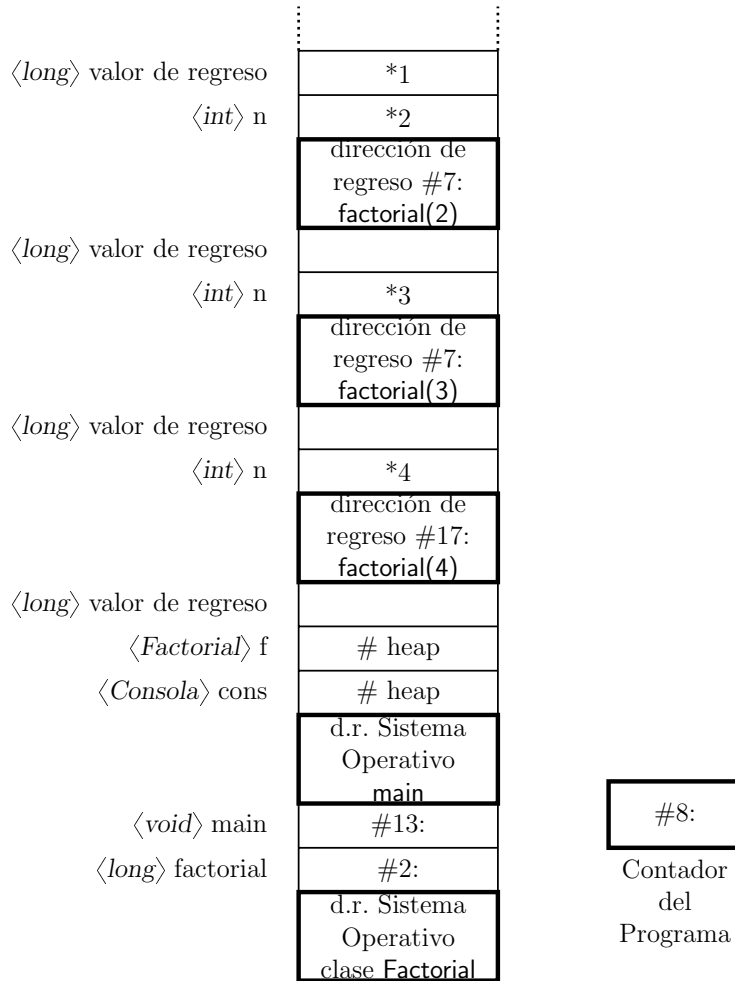 ⟨long⟩ valor de regreso *1
⟨int⟩ n *2
dirección de
regreso #7:
factorial(2)
⟨long⟩ valor de regreso
⟨int⟩ n *3
dirección de
regreso #7:
factorial(3)
⟨long⟩ valor de regreso
⟨int⟩ n *4
dirección de
regreso #17:
factorial(4)
⟨long⟩ valor de regreso
⟨Factorial⟩ f # heap
⟨Consola⟩ cons # heap
d.r. Sistema
Operativo
main
⟨void⟩ main #13:
⟨long⟩ factorial #2:
d.r. Sistema
Operativo
clase Factorial
#8:
Contador
del
Programa